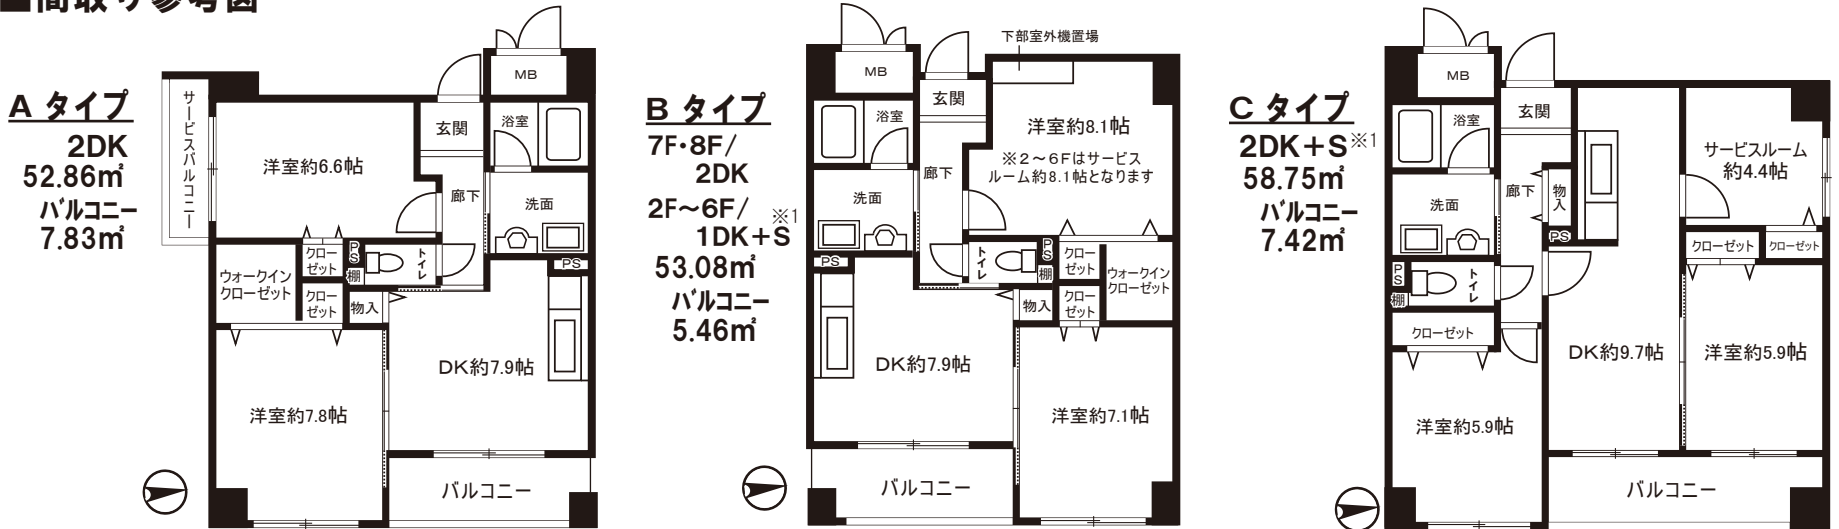 ■間取り参考図
A タイプ
2DK
52.86㎡
バルコニー
7.83㎡
サービスバルコニー
洋室約6.6帖
玄関
MB
浴室
廊下
洗面
クローゼット
PS
棚
トイレ
PS
ウォークインクローゼット
クローゼット
物入
DK約7.9帖
洋室約7.8帖
バルコニー
B タイプ
7F・8F/
2DK
2F～6F/
1DK+S ※1
53.08㎡
バルコニー
5.46㎡
MB
玄関
下部室外機置場
浴室
洋室約8.1帖
※2～6Fはサービス
ルーム約8.1帖となります
廊下
洗面
PS
トイレ
PS
棚
クローゼット
ウォークインクローゼット
物入
クローゼット
DK約7.9帖
洋室約7.1帖
バルコニー
C タイプ
2DK+S※1
58.75㎡
バルコニー
7.42㎡
MB
玄関
浴室
サービスルーム
約4.4帖
廊下
物入
洗面
PS
クローゼット
クローゼット
PS
棚
トイレ
クローゼット
DK約9.7帖
洋室約5.9帖
洋室約5.9帖
バルコニー